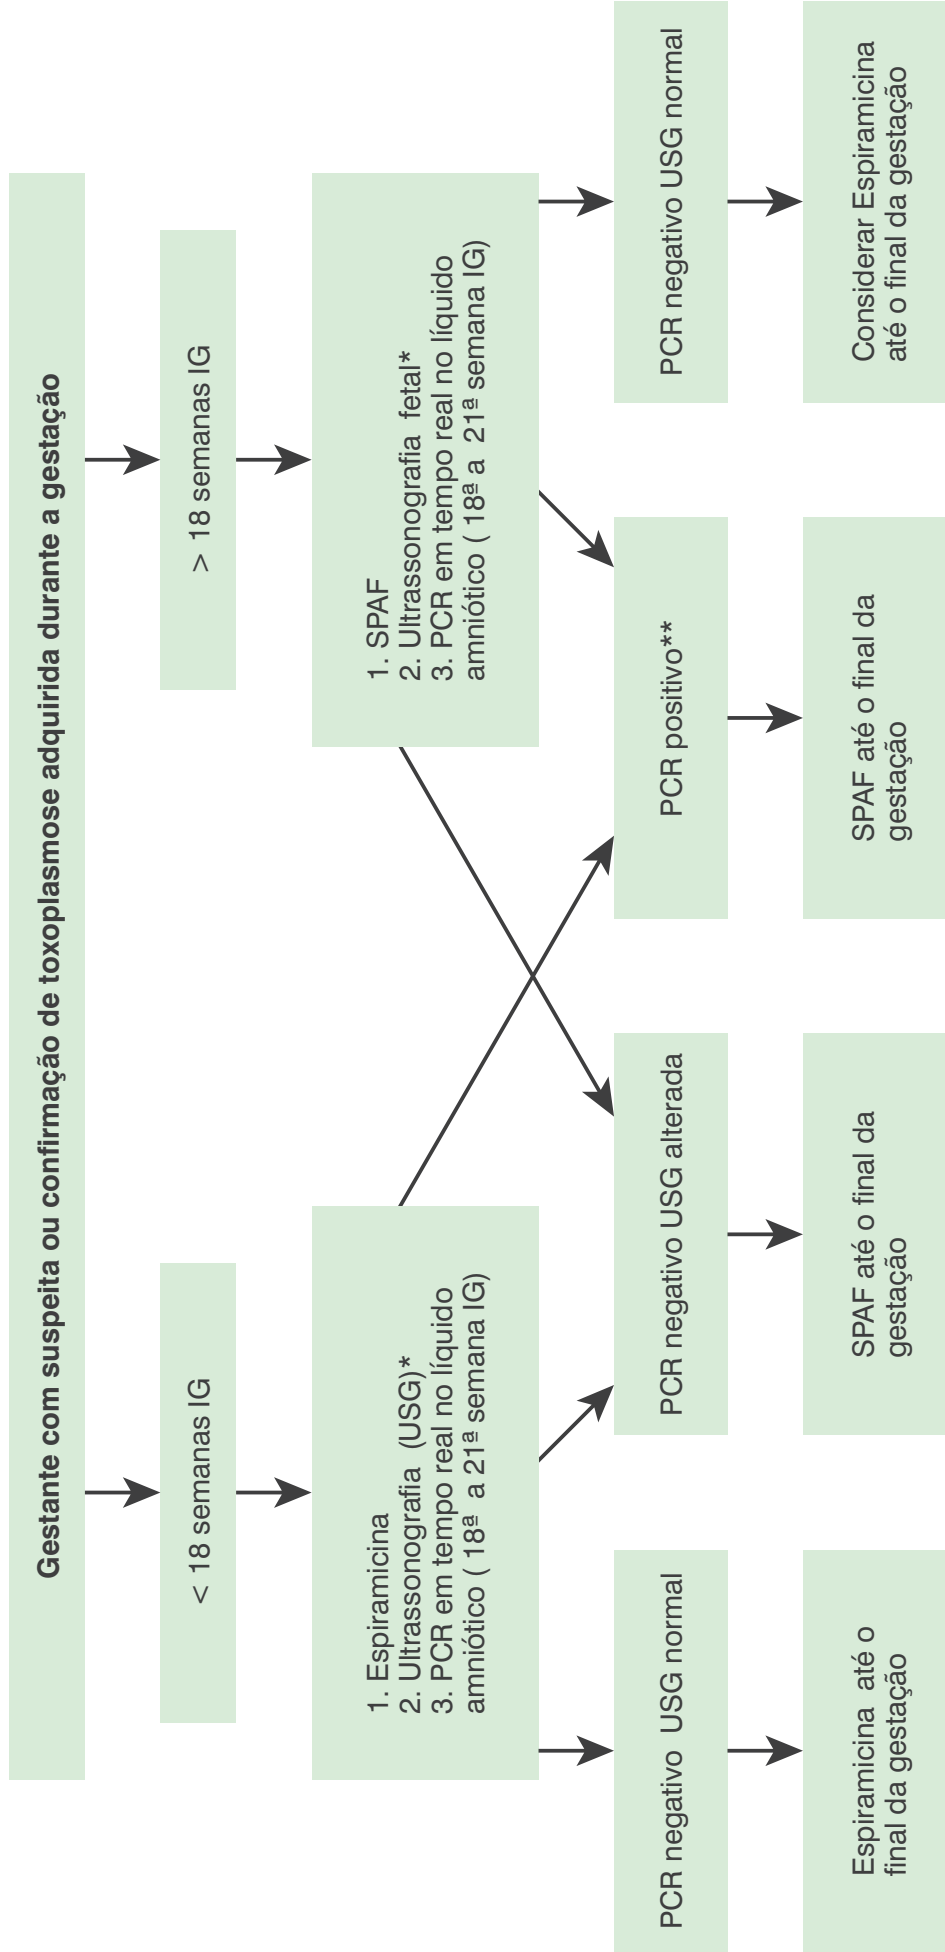 Gestante com suspeita ou confirmação de toxoplasmose adquirida durante a gestação
< 18 semanas IG
> 18 semanas IG
1. Espiramicina
2. Ultrassonografia (USG)*
3. PCR em tempo real no líquido
amniótico ( 18ª a 21ª semana IG)
1. SPAF
2. Ultrassonografia fetal*
3. PCR em tempo real no líquido
amniótico ( 18ª a 21ª semana IG)
PCR negativo USG normal
PCR negativo USG alterada
PCR positivo**
PCR negativo USG normal
Espiramicina até o
final da gestação
SPAF até o final da
gestação
SPAF até o final da
gestação
Considerar Espiramicina
até o final da gestação